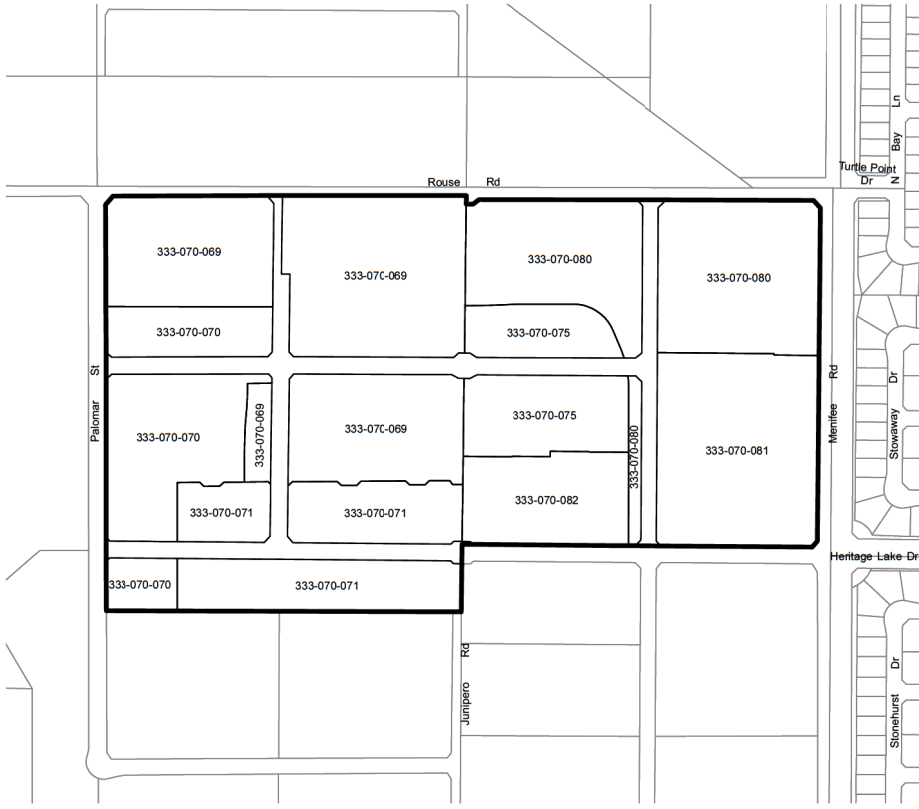 Ln
Bay
N
Turtle Point
Dr
Rouse Rd
333-070-069
333-070-069
333-070-080
333-070-080
333-070-070
333-070-075
Palomar St
333-070-070
333-070-069
333-070-069
333-070-075
333-070-080
333-070-081
Menifee Rd
Stowaway Dr
333-070-071
333-070-071
333-070-082
Heritage Lake Dr
333-070-070
333-070-071
Junipero Rd
Stonehurst Dr